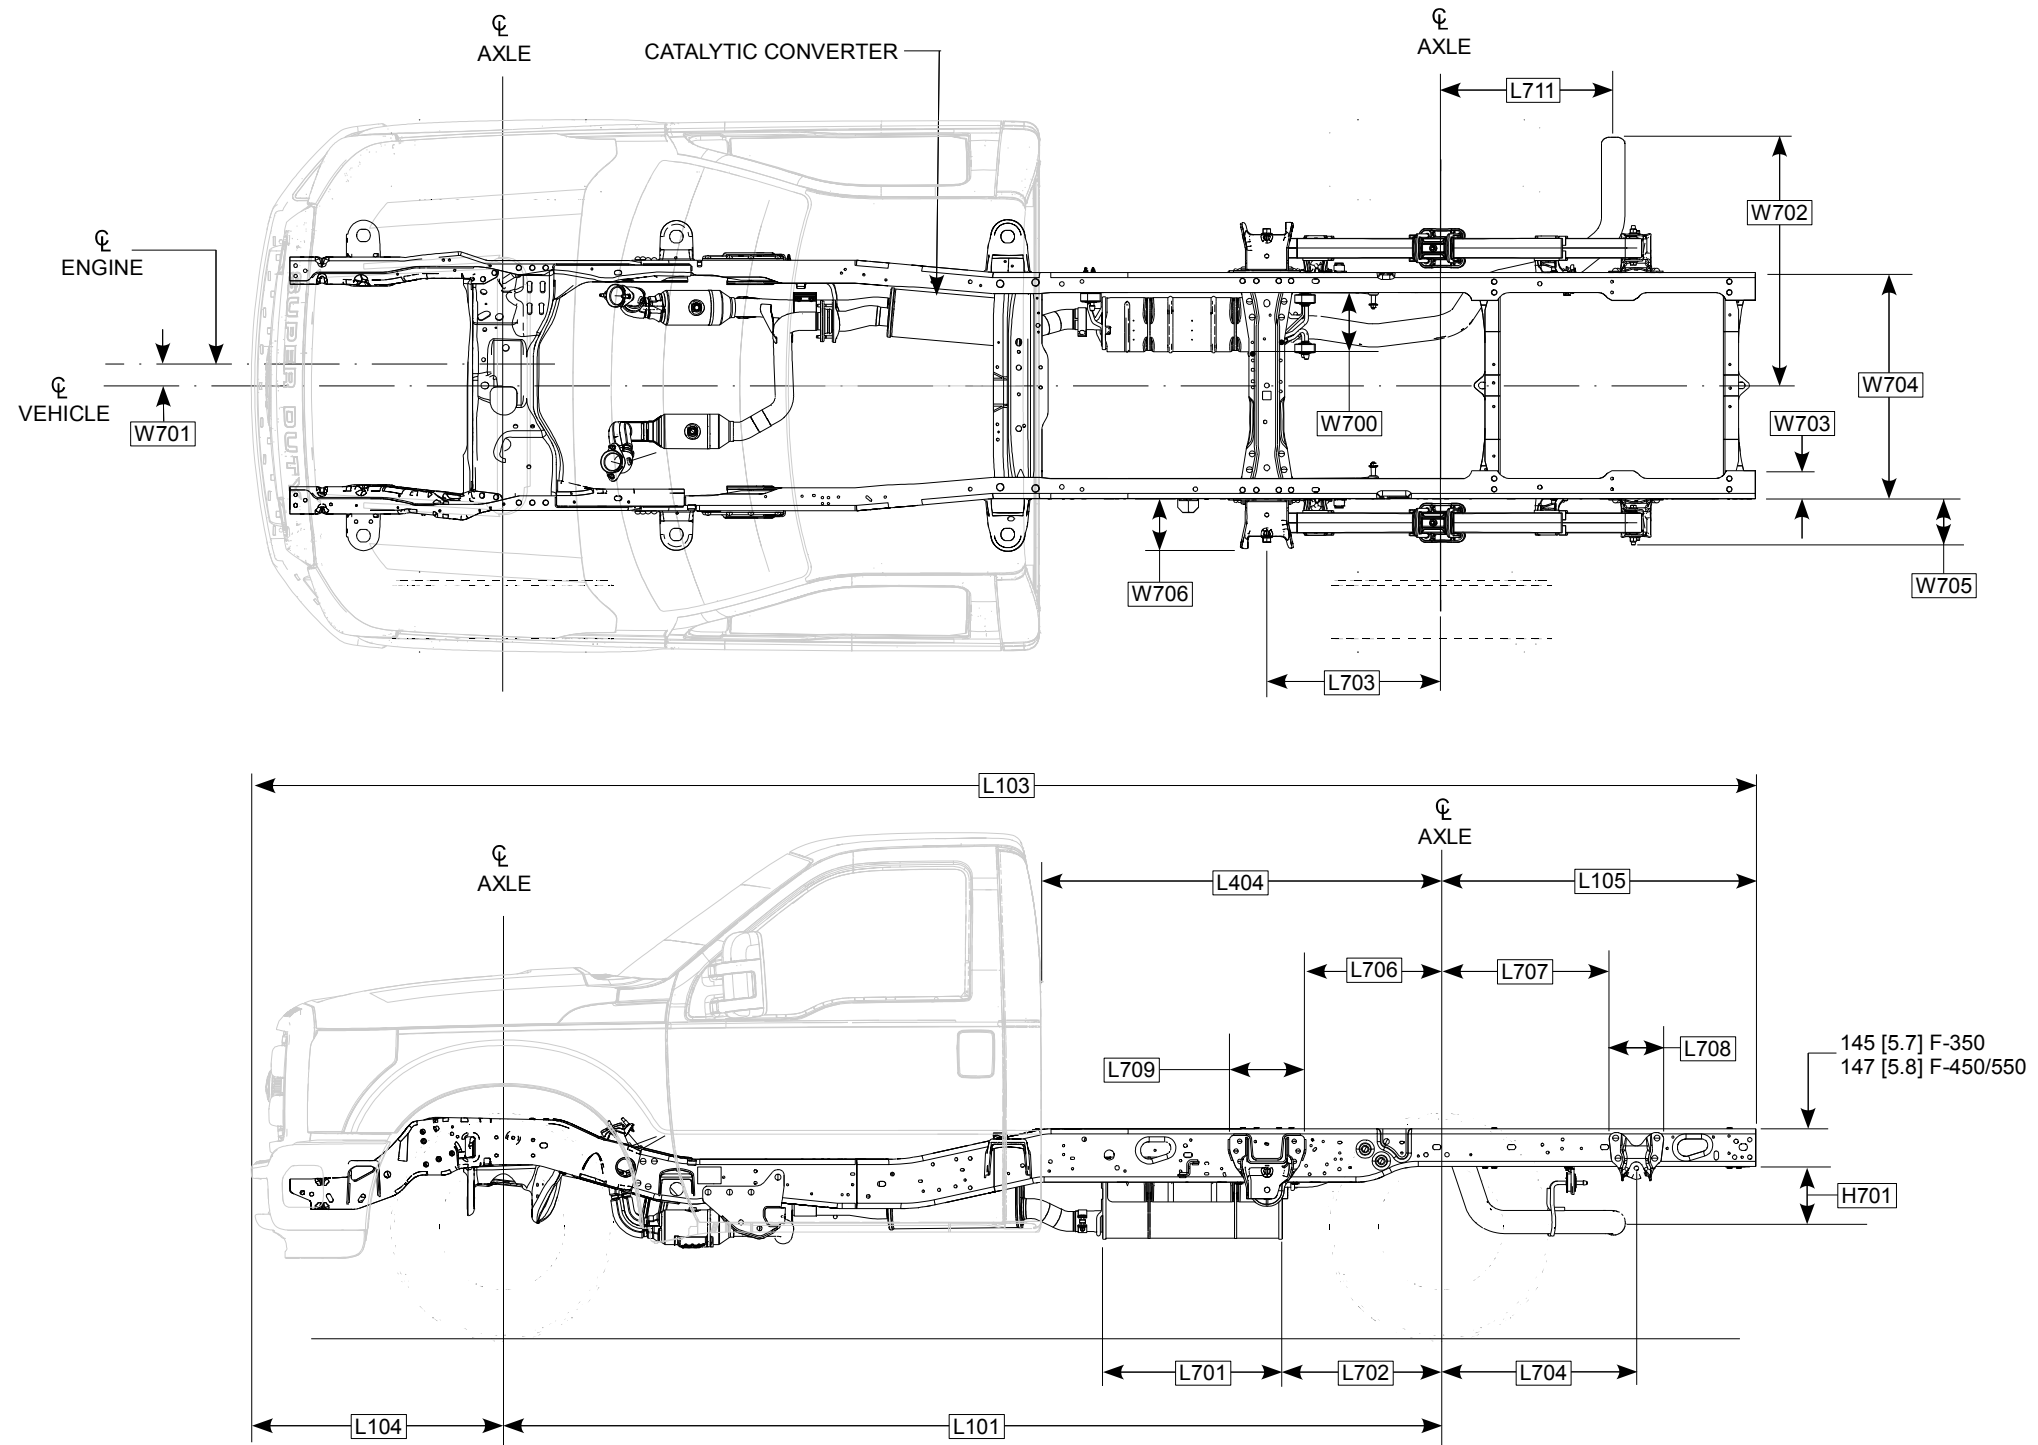 ℄
AXLE
CATALYTIC CONVERTER
℄
AXLE
L711
W702
℄
ENGINE
℄
VEHICLE
W701
SUPER DUTY
W700
W704
W703
W706
W705
L703
L103
℄
AXLE
℄
AXLE
L404
L105
L706
L707
L709
L708
145 [5.7] F-350
147 [5.8] F-450/550
H701
L701
L702
L704
L104
L101